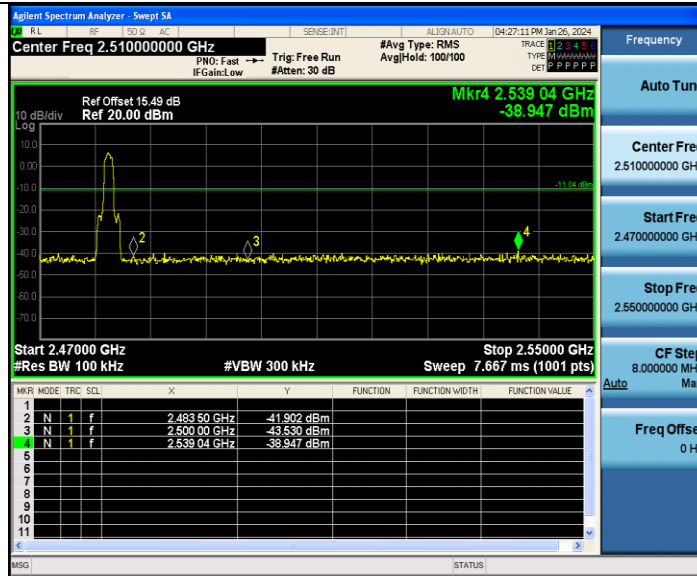 Agilent Spectrum Analyzer - Swept SA
RL RF 50 Ω AC SENSE:INT ALIGN AUTO 04:27:11 PM Jan 26, 2024
Center Freq 2.510000000 GHz
PNO: Fast
IFGain:Low
Trig: Free Run
#Atten: 30 dB
#Avg Type: RMS
Avg|Hold: 100/100
TRACE 1 2 3 4 5 6
TYPE M
DET P P P P P P
Ref Offset 15.49 dB
10 dB/div Ref 20.00 dBm
Log
Mkr4 2.539 04 GHz
-38.947 dBm
10.0
0.00
-10.0
-11.04 dBm
-20.0
-30.0
-40.0
-50.0
-60.0
-70.0
2
3
4
Start 2.47000 GHz Stop 2.55000 GHz
#Res BW 100 kHz #VBW 300 kHz Sweep 7.667 ms (1001 pts)
MKR MODE TRC SCL X Y FUNCTION FUNCTION WIDTH FUNCTION VALUE
1
2 N 1 f 2.483 50 GHz -41.902 dBm
3 N 1 f 2.500 00 GHz -43.530 dBm
4 N 1 f 2.539 04 GHz -38.947 dBm
5
6
7
8
9
10
11
MSG STATUS
Frequency
Auto Tun
Center Fre
2.510000000 GH
Start Fre
2.470000000 GH
Stop Fre
2.550000000 GH
CF Ste
8.000000 MH
Auto Ma
Freq Offse
0 H